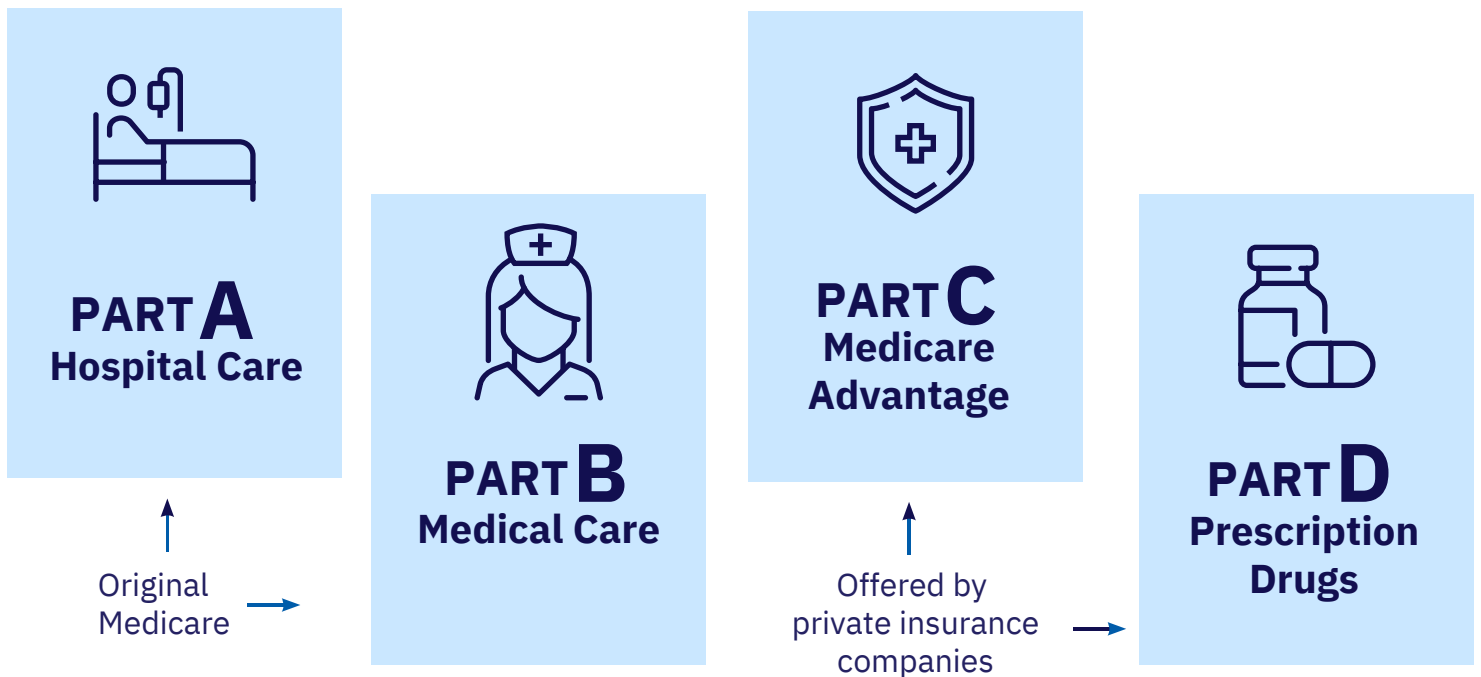 PART A
Hospital Care
PART B
Medical Care
Original
Medicare
PART C
Medicare
Advantage
PART D
Prescription
Drugs
Offered by
private insurance
companies